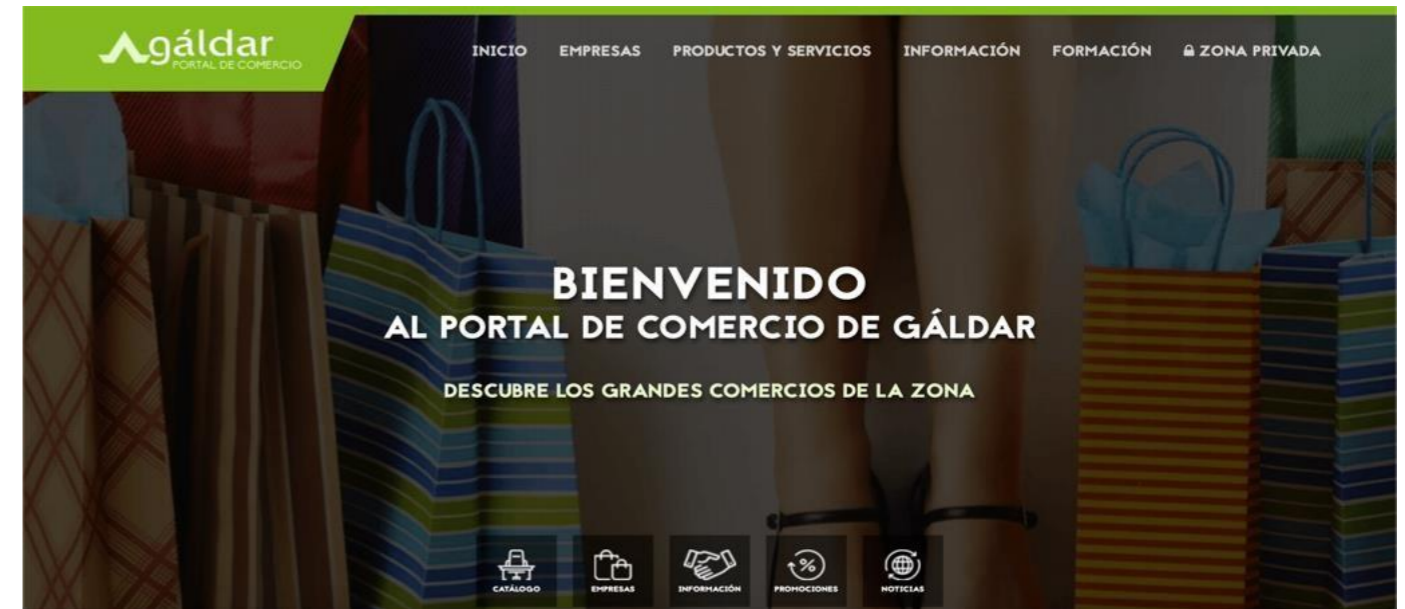 gáldar
PORTAL DE COMERCIO
INICIO EMPRESAS PRODUCTOS Y SERVICIOS INFORMACIÓN FORMACIÓN ZONA PRIVADA
BIENVENIDO
AL PORTAL DE COMERCIO DE GÁLDAR
DESCUBRE LOS GRANDES COMERCIOS DE LA ZONA
CATÁLOGO EMPRESAS INFORMACIÓN PROMOCIONES NOTICIAS